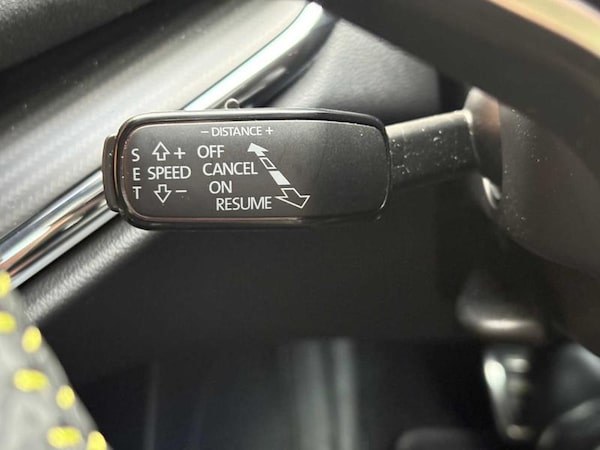 − DISTANCE +
S + OFF
E SPEED CANCEL
T − ON
RESUME